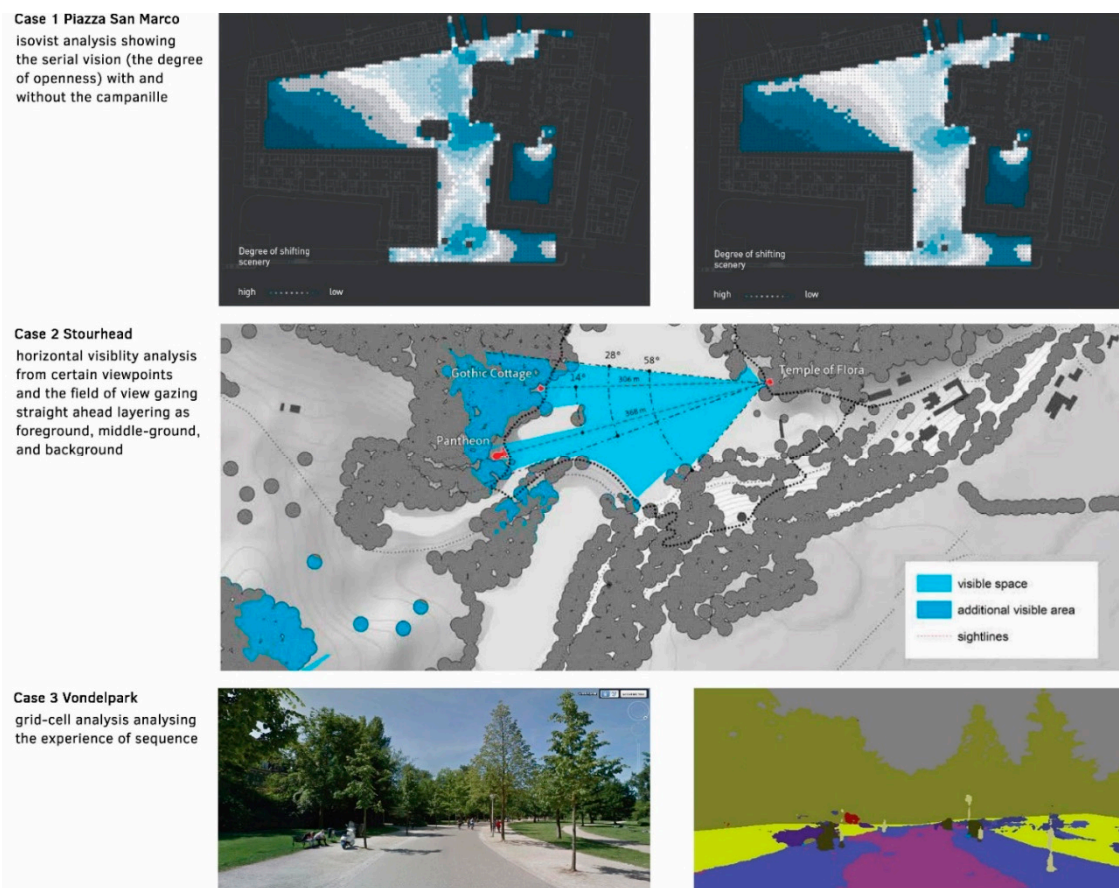 Case 1 Piazza San Marco
isovist analysis showing
the serial vision (the degree
of openness) with and
without the campanille
Degree of shifting
scenery
high low
Degree of shifting
scenery
high low
Case 2 Stourhead
horizontal visiblity analysis
from certain viewpoints
and the field of view gazing
straight ahead layering as
foreground, middle-ground,
and background
Gothic Cottage
14°
28°
58°
306 m
368 m
Temple of Flora
Pantheon
visible space
additional visible area
sightlines
Case 3 Vondelpark
grid-cell analysis analysing
the experience of sequence